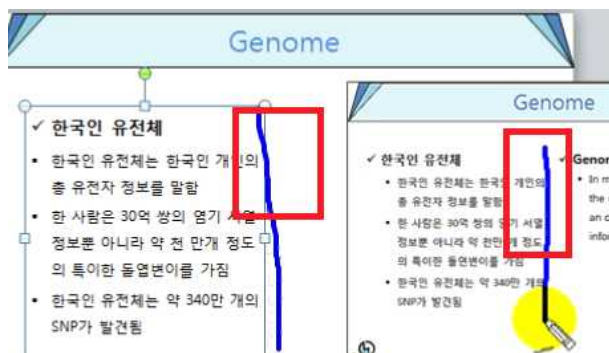 Genome
✓ 한국인 유전체
▪ 한국인 유전체는 한국인 개인의
총 유전자 정보를 말함
▪ 한 사람은 30억 쌍의 염기 서열
정보뿐 아니라 약 천 만개 정도
의 특이한 돌엽변이를 가짐
▪ 한국인 유전체는 약 340만 개의
SNP가 발견됨
Genome
✓ 한국인 유전체
• 한국인 유전체는 한국인 개인의
총 유전자 정보를 말함
• 한 사람은 30억 쌍의 염기 서열
정보뿐 아니라 약 천만개 정도
의 특이한 돌연변이를 가짐
• 한국인 유전체는 약 340만 개의
SNP가 발견됨
✓ Genom
• In m
the
an o
infor